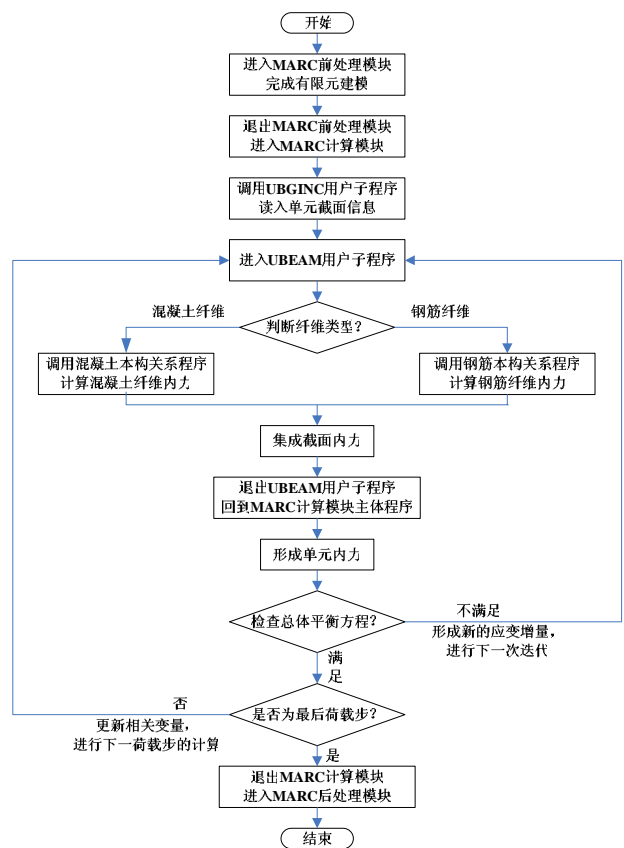 开始
进入MARC前处理模块
完成有限元建模
退出MARC前处理模块
进入MARC计算模块
调用UBGINC用户子程序
读入单元截面信息
进入UBEAM用户子程序
混凝土纤维
判断纤维类型？
钢筋纤维
调用混凝土本构关系程序
计算混凝土纤维内力
调用钢筋本构关系程序
计算钢筋纤维内力
集成截面内力
退出UBEAM用户子程序
回到MARC计算模块主体程序
形成单元内力
检查总体平衡方程？
不满足
形成新的应变增量，
进行下一次迭代
满
足
否
更新相关变量，
进行下一荷载步的计算
是否为最后荷载步？
是
退出MARC计算模块
进入MARC后处理模块
结束